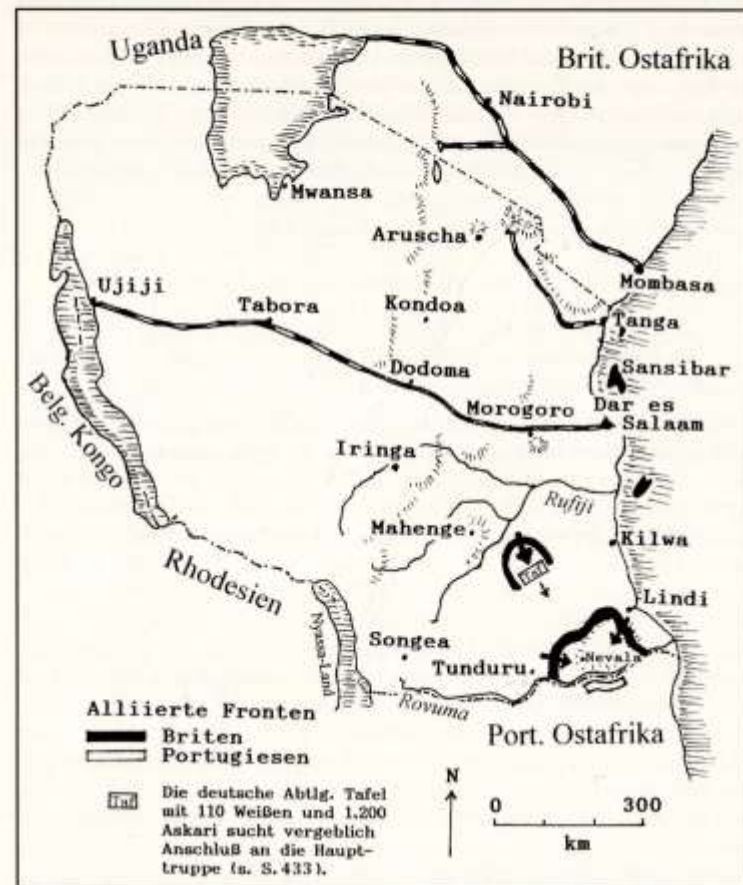 Uganda
Brit. Ostafrika
Nairobi
Mwansa
Aruscha
Mombasa
Ujiji
Tabora
Kondoa
Tanga
Sansibar
Dodoma
Morogoro
Dar es
Salaam
Belg. Kongo
Iringa
Rufiji
Mahenge
Kilwa
Taf
Rhodesien
Lindi
Nyassa-Land
Songea
Tunduru
Nevala
Rovuma
Port. Ostafrika
Alliierte Fronten
Briten
Portugiesen
Taf
Die deutsche Abtlg. Tafel
mit 110 Weißen und 1.200
Askari sucht vergeblich
Anschluß an die Haupt-
truppe (s. S. 433).
N
0 300
km